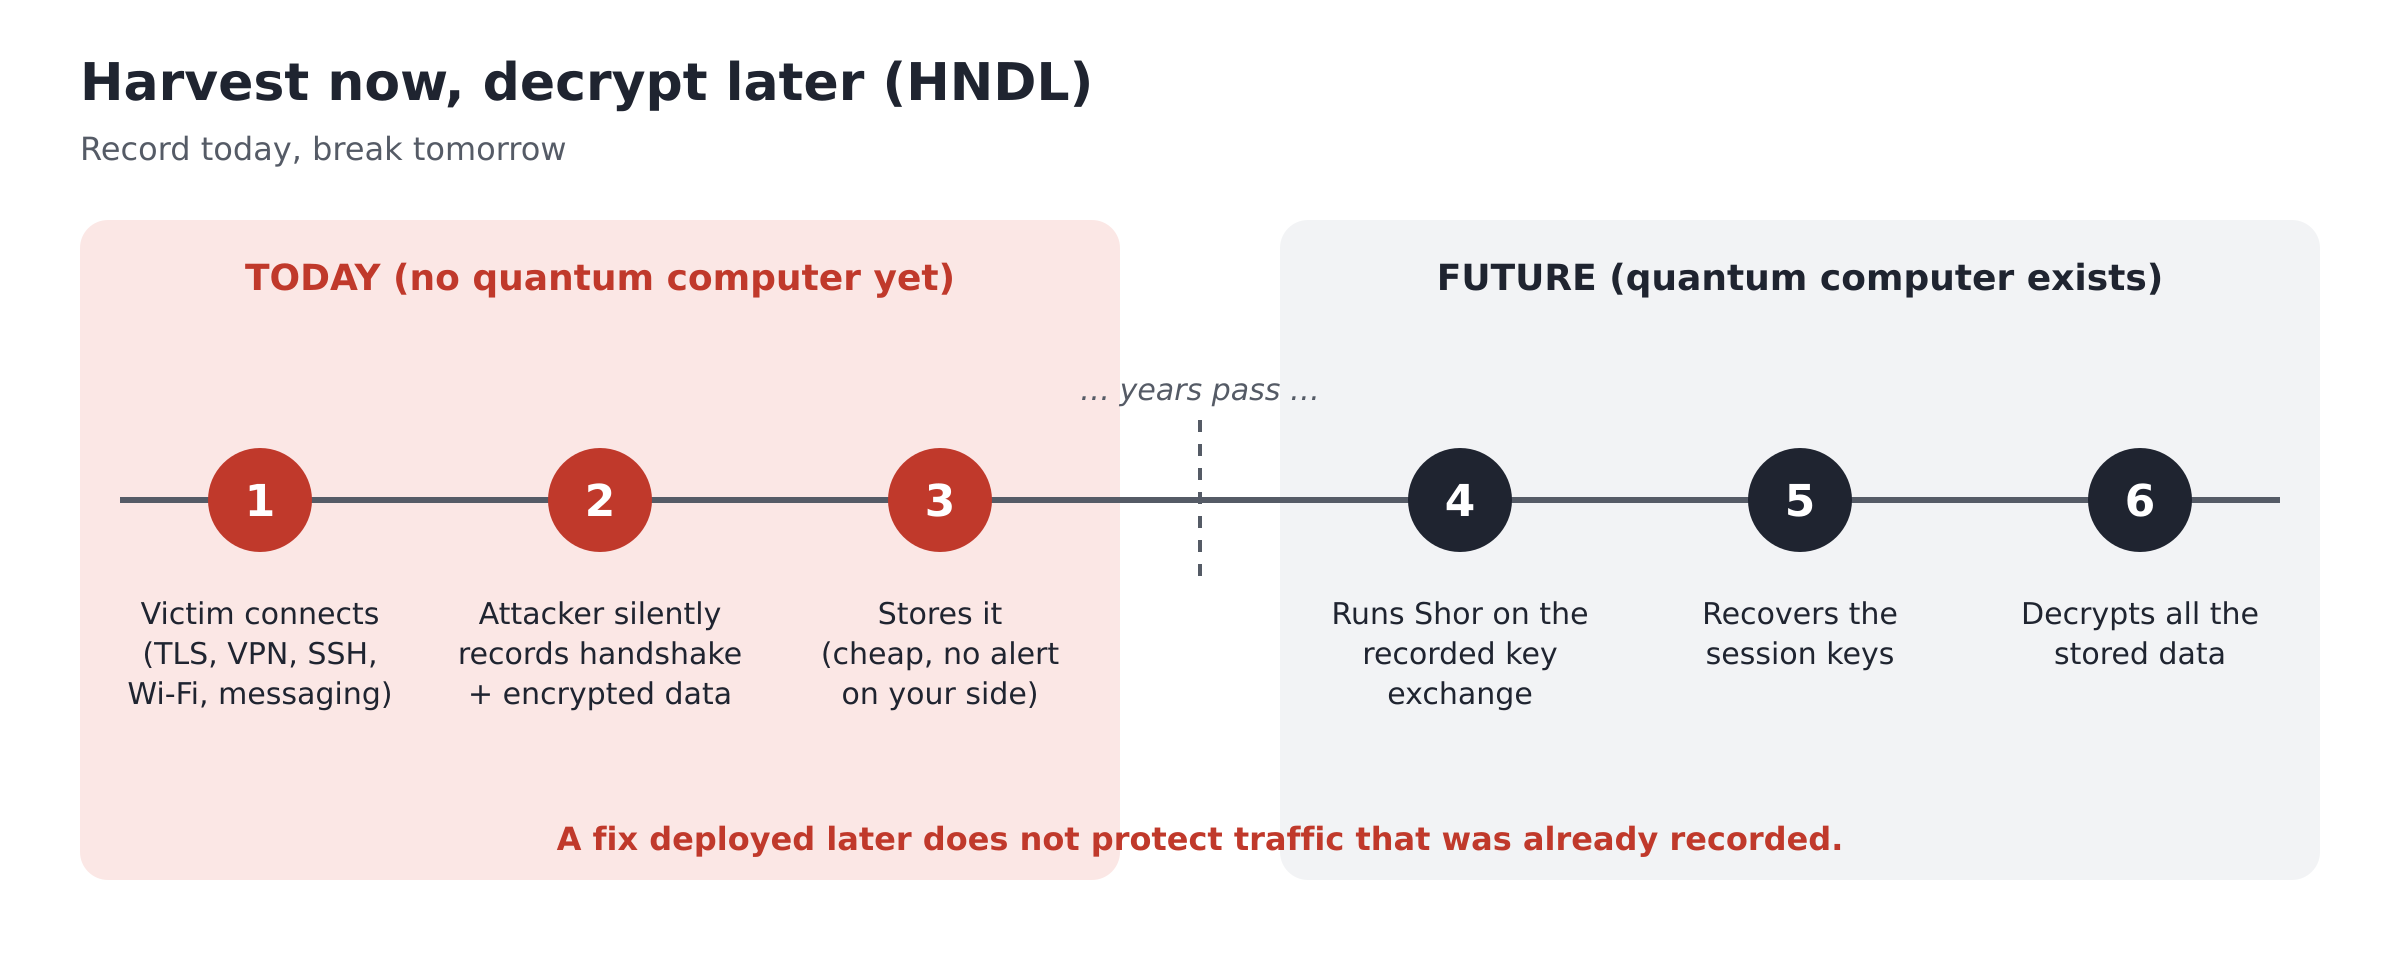 Harvest now, decrypt later (HNDL)
Record today, break tomorrow
TODAY (no quantum computer yet)
FUTURE (quantum computer exists)
... years pass ...
1
2
3
4
5
6
Victim connects
(TLS, VPN, SSH,
Wi-Fi, messaging)
Attacker silently
records handshake
+ encrypted data
Stores it
(cheap, no alert
on your side)
Runs Shor on the
recorded key
exchange
Recovers the
session keys
Decrypts all the
stored data
A fix deployed later does not protect traffic that was already recorded.